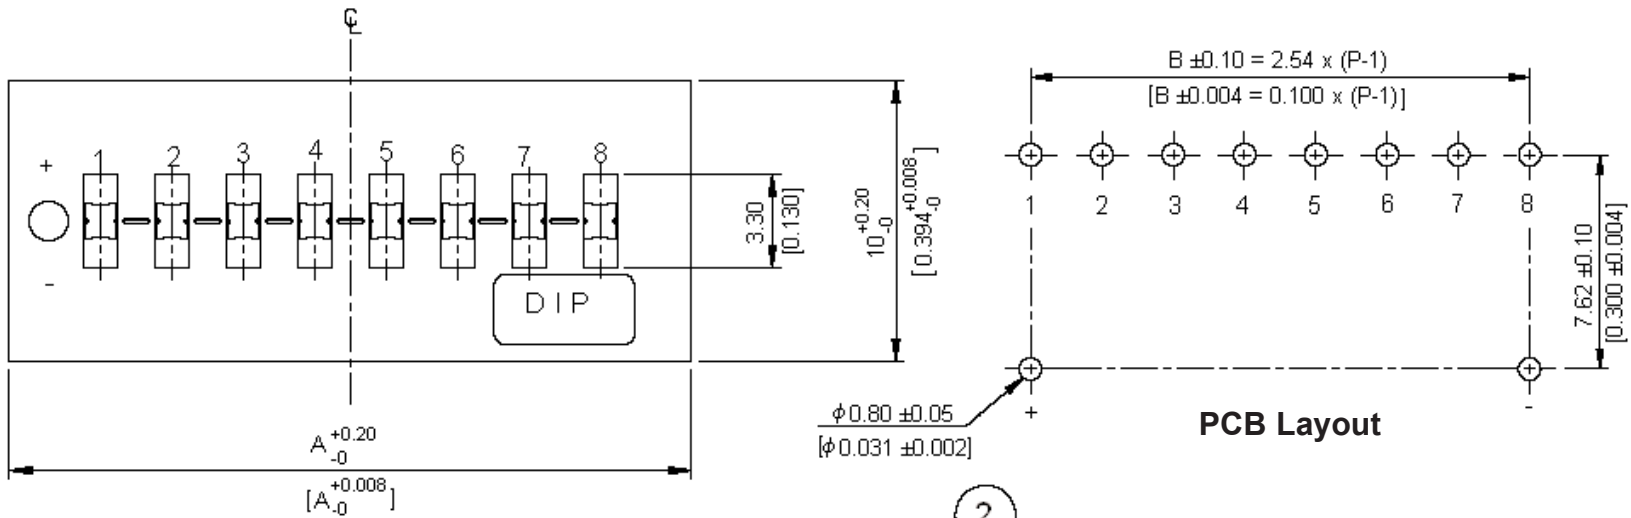 ℄
+ 1 2 3 4 5 6 7 8
-
DIP
3.30
[0.130]
10 +0.20 -0
[0.394 +0.008 -0]
A +0.20 -0
[A +0.008 -0]
B ±0.10 = 2.54 x (P-1)
[B ±0.004 = 0.100 x (P-1)]
1 2 3 4 5 6 7 8
7.62 ±0.10
[0.300 ±0.004]
ϕ0.80 ±0.05
[ϕ0.031 ±0.002]
+ -
PCB Layout
2